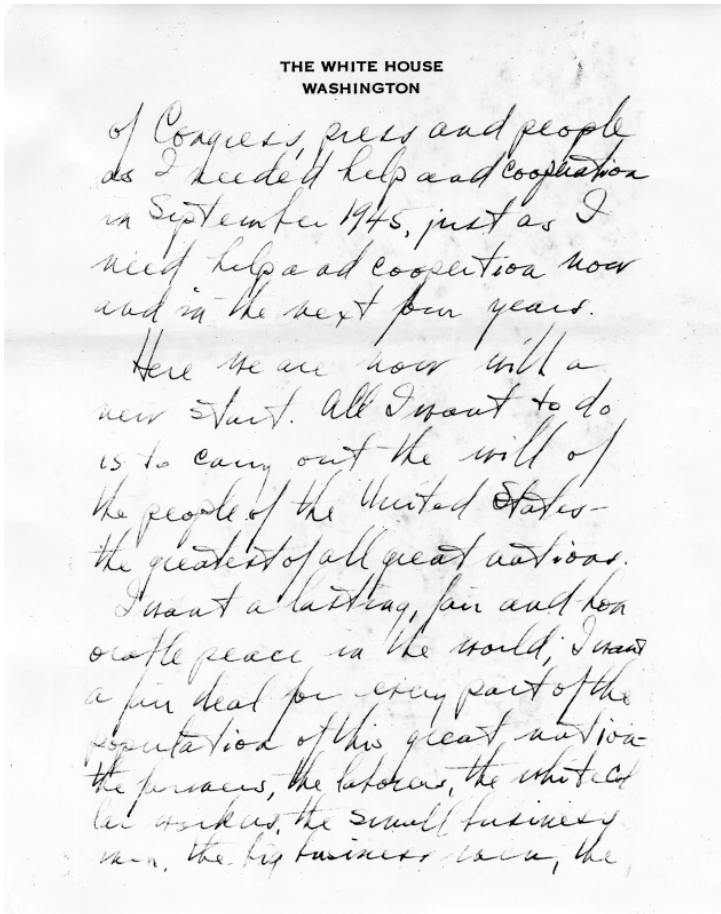 THE WHITE HOUSE
WASHINGTON
of Congress, press and people
as I needed help and cooperation
in September 1945, just as I
need help and coopertion now
and in the next four years.
Here we are now with a
new start. All I want to do
is to carry out the will of
the people of the United States-
the greatest of all great nations.
I want a lasting, fair and hon
orable peace in the world; I want
a fair deal for every part of the
population of this great nation-
the farmers, the laborers, the white col
lar workers, the small business
men, the big business men, the